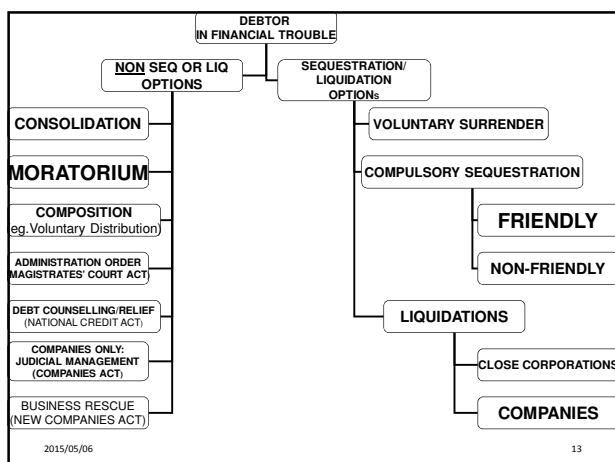 DEBTOR
IN FINANCIAL TROUBLE
NON SEQ OR LIQ
OPTIONS
CONSOLIDATION
MORATORIUM
COMPOSITION
eg.Voluntary Distribution)
ADMINISTRATION ORDER
MAGISTRATES' COURT ACT)
DEBT COUNSELLING/RELIEF
(NATIONAL CREDIT ACT)
COMPANIES ONLY:
JUDICIAL MANAGEMENT
(COMPANIES ACT)
BUSINESS RESCUE
(NEW COMPANIES ACT)
SEQUESTRATION/
LIQUIDATION
OPTIONs
VOLUNTARY SURRENDER
COMPULSORY SEQUESTRATION
FRIENDLY
NON-FRIENDLY
LIQUIDATIONS
CLOSE CORPORATIONS
COMPANIES
2015/05/06
13